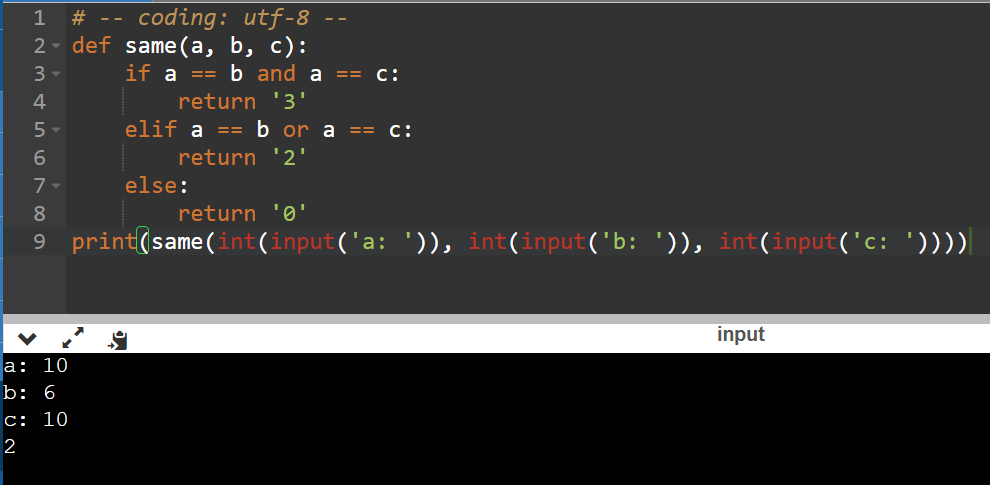 1 # -- coding: utf-8 --
2 def same(a, b, c):
3     if a == b and a == c:
4         return '3'
5     elif a == b or a == c:
6         return '2'
7     else:
8         return '0'
9 print(same(int(input('a: ')), int(input('b: ')), int(input('c: '))))
input
a: 10
b: 6
c: 10
2